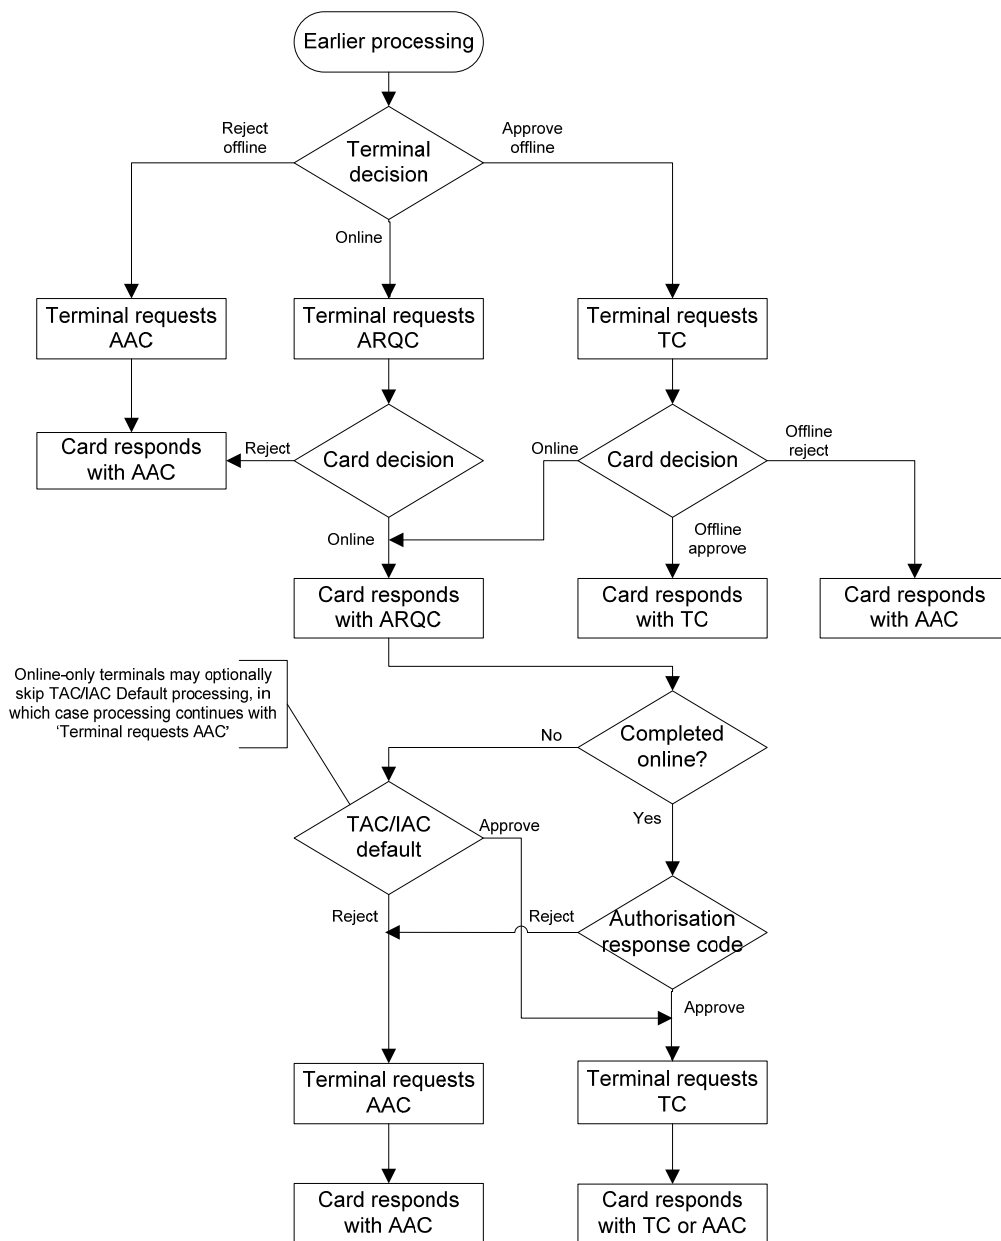 Earlier processing
Reject
offline
Approve
offline
Terminal
decision
Online
Terminal requests
AAC
Terminal requests
ARQC
Terminal requests
TC
Card responds
with AAC
Reject
Card decision
Online
Card decision
Offline
reject
Online
Offline
approve
Card responds
with ARQC
Card responds
with TC
Card responds
with AAC
Online-only terminals may optionally
skip TAC/IAC Default processing, in
which case processing continues with
‘Terminal requests AAC’
No
Completed
online?
TAC/IAC
default
Approve
Yes
Reject
Reject
Authorisation
response code
Approve
Terminal requests
AAC
Terminal requests
TC
Card responds
with AAC
Card responds
with TC or AAC